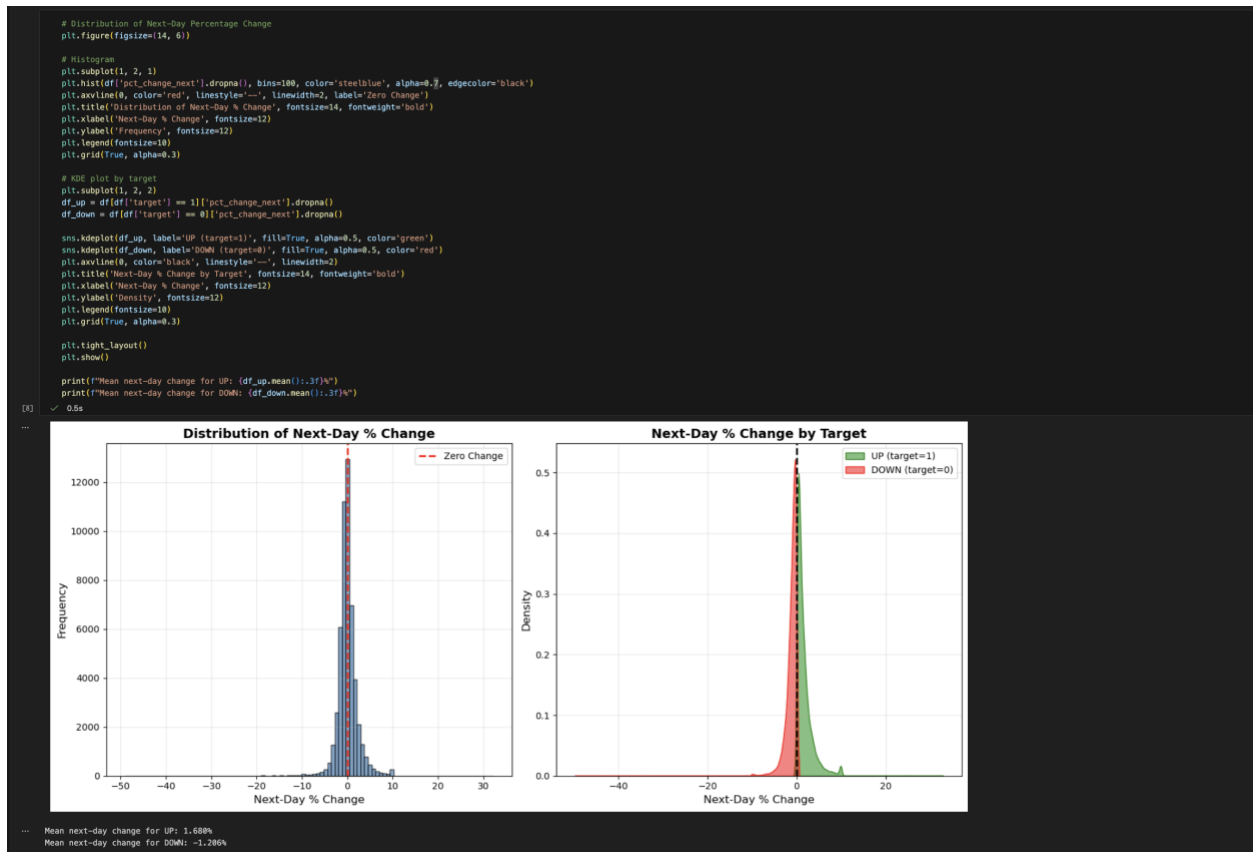 # Distribution of Next-Day Percentage Change
plt.figure(figsize=(14, 6))
# Histogram
plt.subplot(1, 2, 1)
plt.hist(df['pct_change_next'].dropna(), bins=100, color='steelblue', alpha=0.7, edgecolor='black')
plt.axvline(0, color='red', linestyle='--', linewidth=2, label='Zero Change')
plt.title('Distribution of Next-Day % Change', fontsize=14, fontweight='bold')
plt.xlabel('Next-Day % Change', fontsize=12)
plt.ylabel('Frequency', fontsize=12)
plt.legend(fontsize=10)
plt.grid(True, alpha=0.3)
# KDE plot by target
plt.subplot(1, 2, 2)
df_up = df[df['target'] == 1]['pct_change_next'].dropna()
df_down = df[df['target'] == 0]['pct_change_next'].dropna()
sns.kdeplot(df_up, label='UP (target=1)', fill=True, alpha=0.5, color='green')
sns.kdeplot(df_down, label='DOWN (target=0)', fill=True, alpha=0.5, color='red')
plt.axvline(0, color='black', linestyle='--', linewidth=2)
plt.title('Next-Day % Change by Target', fontsize=14, fontweight='bold')
plt.xlabel('Next-Day % Change', fontsize=12)
plt.ylabel('Density', fontsize=12)
plt.legend(fontsize=10)
plt.grid(True, alpha=0.3)
plt.tight_layout()
plt.show()
print(f"Mean next-day change for UP: {df_up.mean():.3f}%")
print(f"Mean next-day change for DOWN: {df_down.mean():.3f}%")
[8] ✓ 0.5s
...
Distribution of Next-Day % Change
Zero Change
Frequency
12000
10000
8000
6000
4000
2000
0
−50 −40 −30 −20 −10 0 10 20 30
Next-Day % Change
Next-Day % Change by Target
UP (target=1)
DOWN (target=0)
Density
0.5
0.4
0.3
0.2
0.1
0.0
−40 −20 0 20
Next-Day % Change
... Mean next-day change for UP: 1.680%
Mean next-day change for DOWN: -1.206%